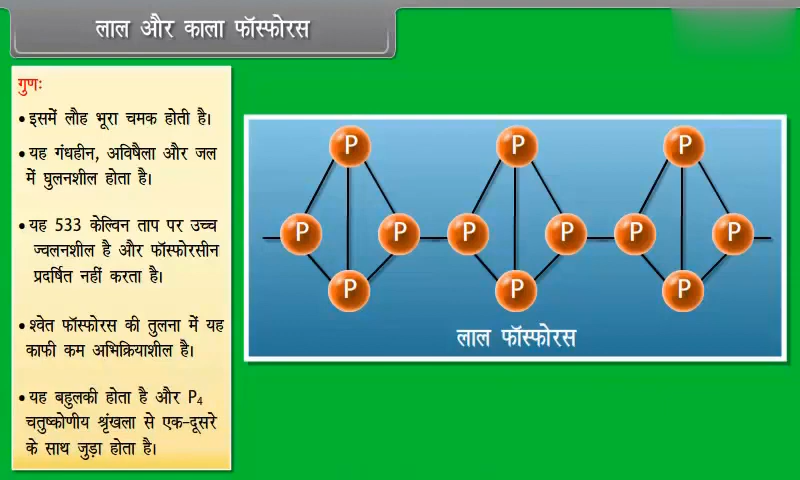 लाल और काला फॉस्फोरस
गुणः
• इसमें लौह भूरा चमक होती है।
• यह गंधहीन, अविषैला और जल
में घुलनशील होता है।
• यह 533 केल्विन ताप पर उच्च
ज्वलनशील है और फॉस्फोरसीन
प्रदर्षित नहीं करता है।
• श्वेत फॉस्फोरस की तुलना में यह
काफी कम अभिक्रियाशील है।
• यह बहुलकी होता है और P₄
चतुष्कोणीय श्रृंखला से एक-दूसरे
के साथ जुड़ा होता है।
P P P
P P P P P P
P P P
लाल फॉस्फोरस